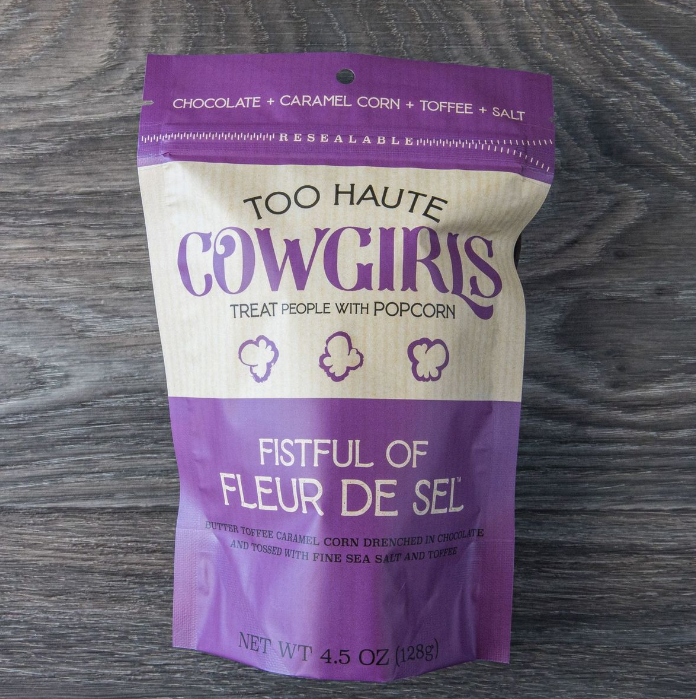 CHOCOLATE + CARAMEL CORN + TOFFEE + SALT
RESEALABLE
TOO HAUTE
COWGIRLS
TREAT PEOPLE WITH POPCORN
FISTFUL OF
FLEUR DE SEL™
BUTTER TOFFEE CARAMEL CORN DRENCHED IN CHOCOLATE
AND TOSSED WITH FINE SEA SALT AND TOFFEE
NET WT 4.5 OZ (128g)